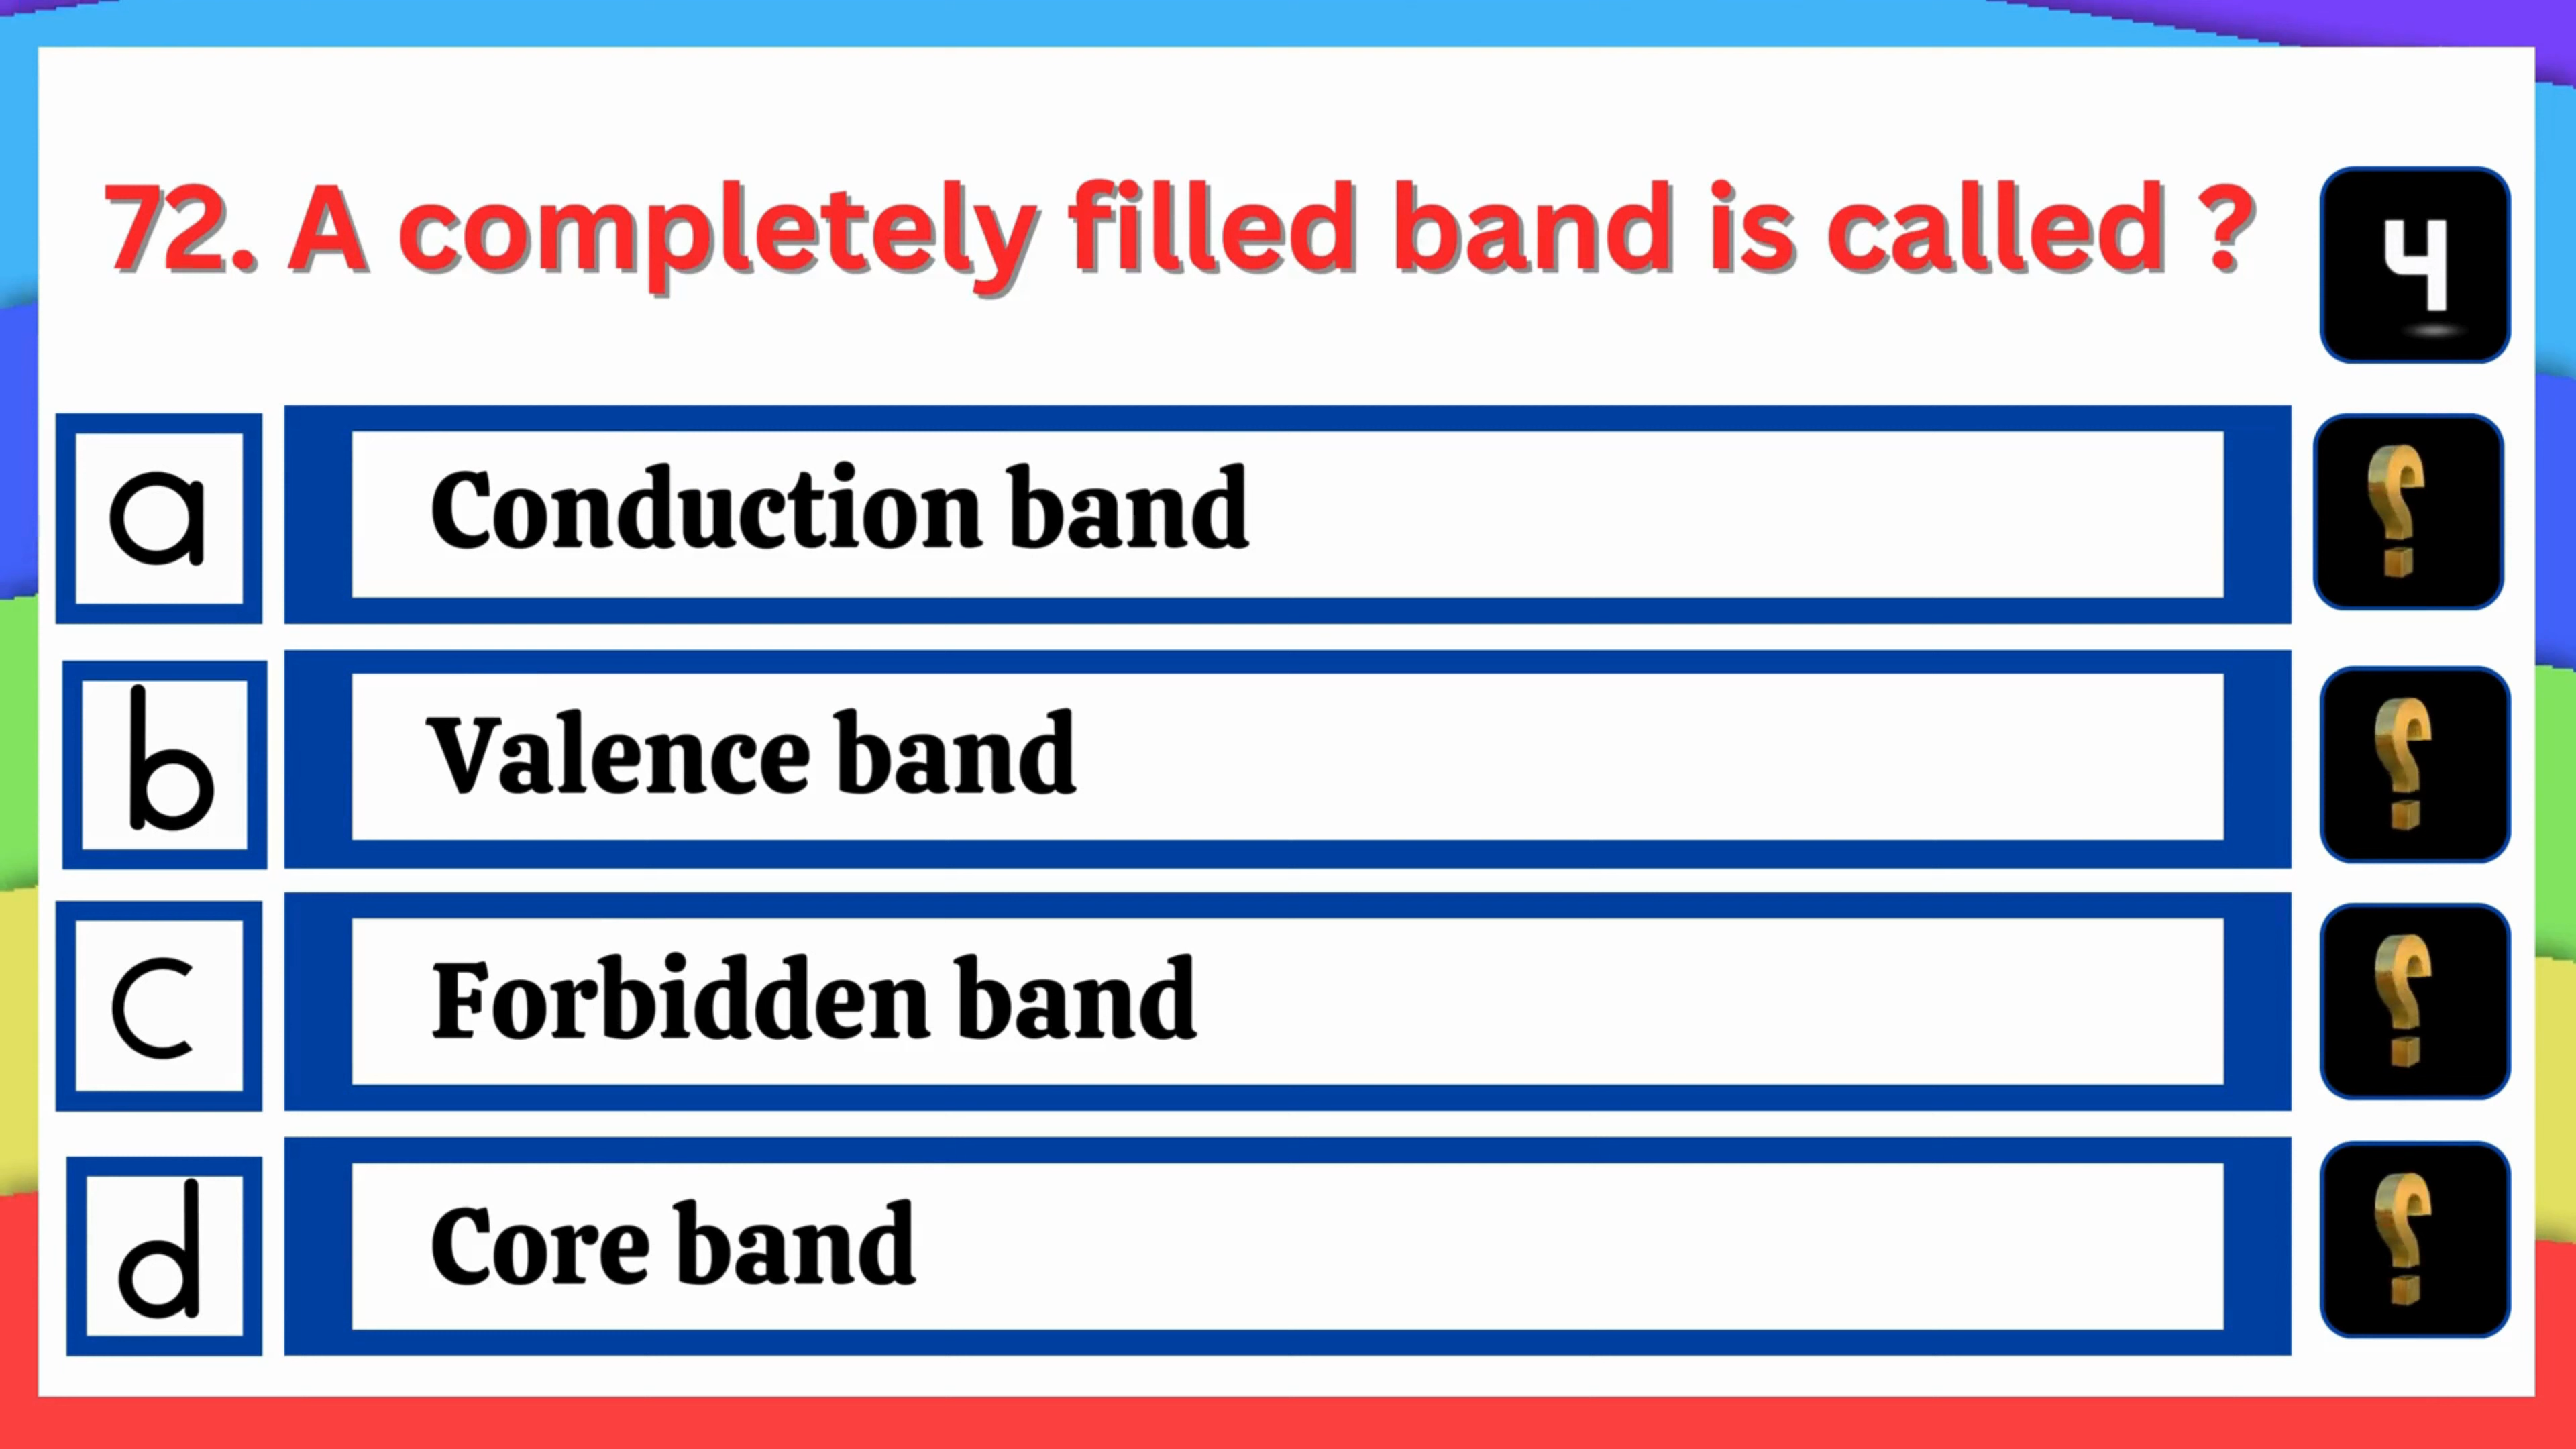 72. A completely filled band is called ?
4
a
Conduction band
?
b
Valence band
?
c
Forbidden band
?
d
Core band
?